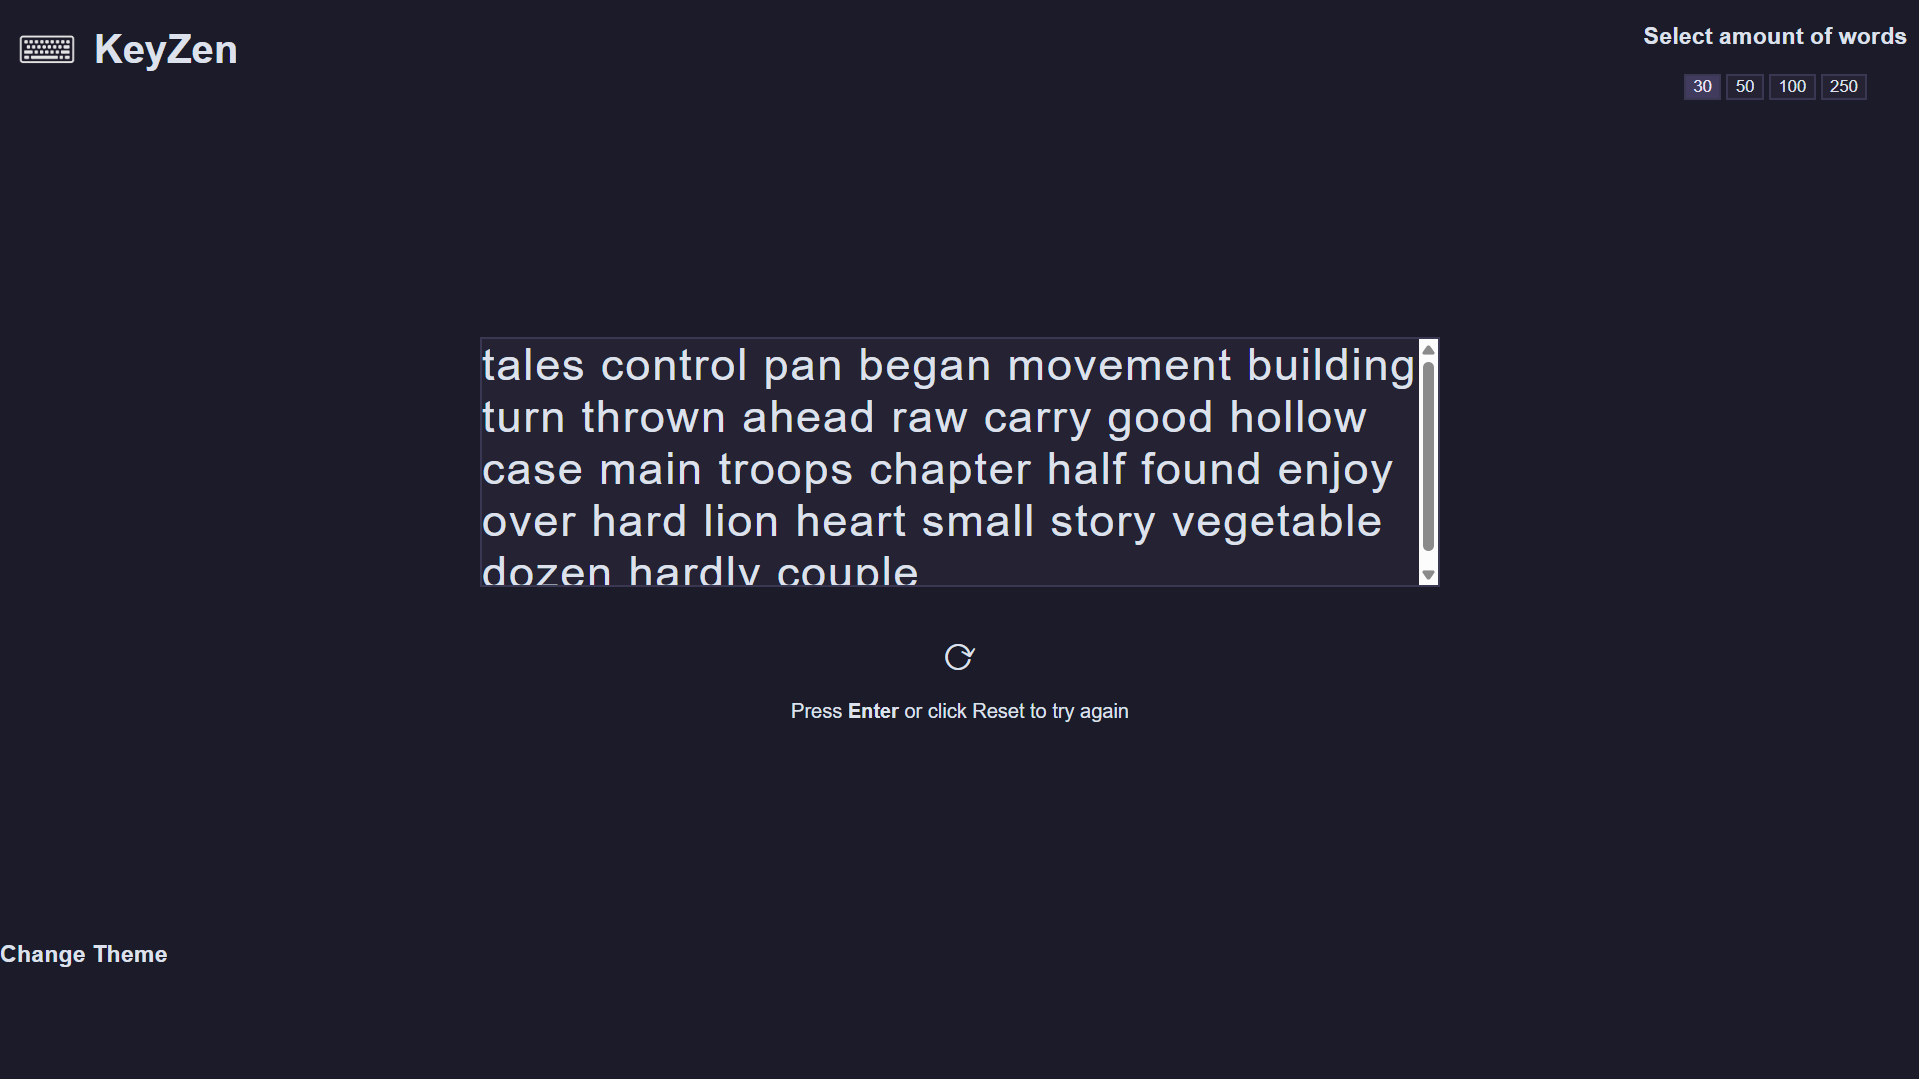 KeyZen
Select amount of words
30 50 100 250
tales control pan began movement building
turn thrown ahead raw carry good hollow
case main troops chapter half found enjoy
over hard lion heart small story vegetable
dozen hardly couple
Press Enter or click Reset to try again
Change Theme